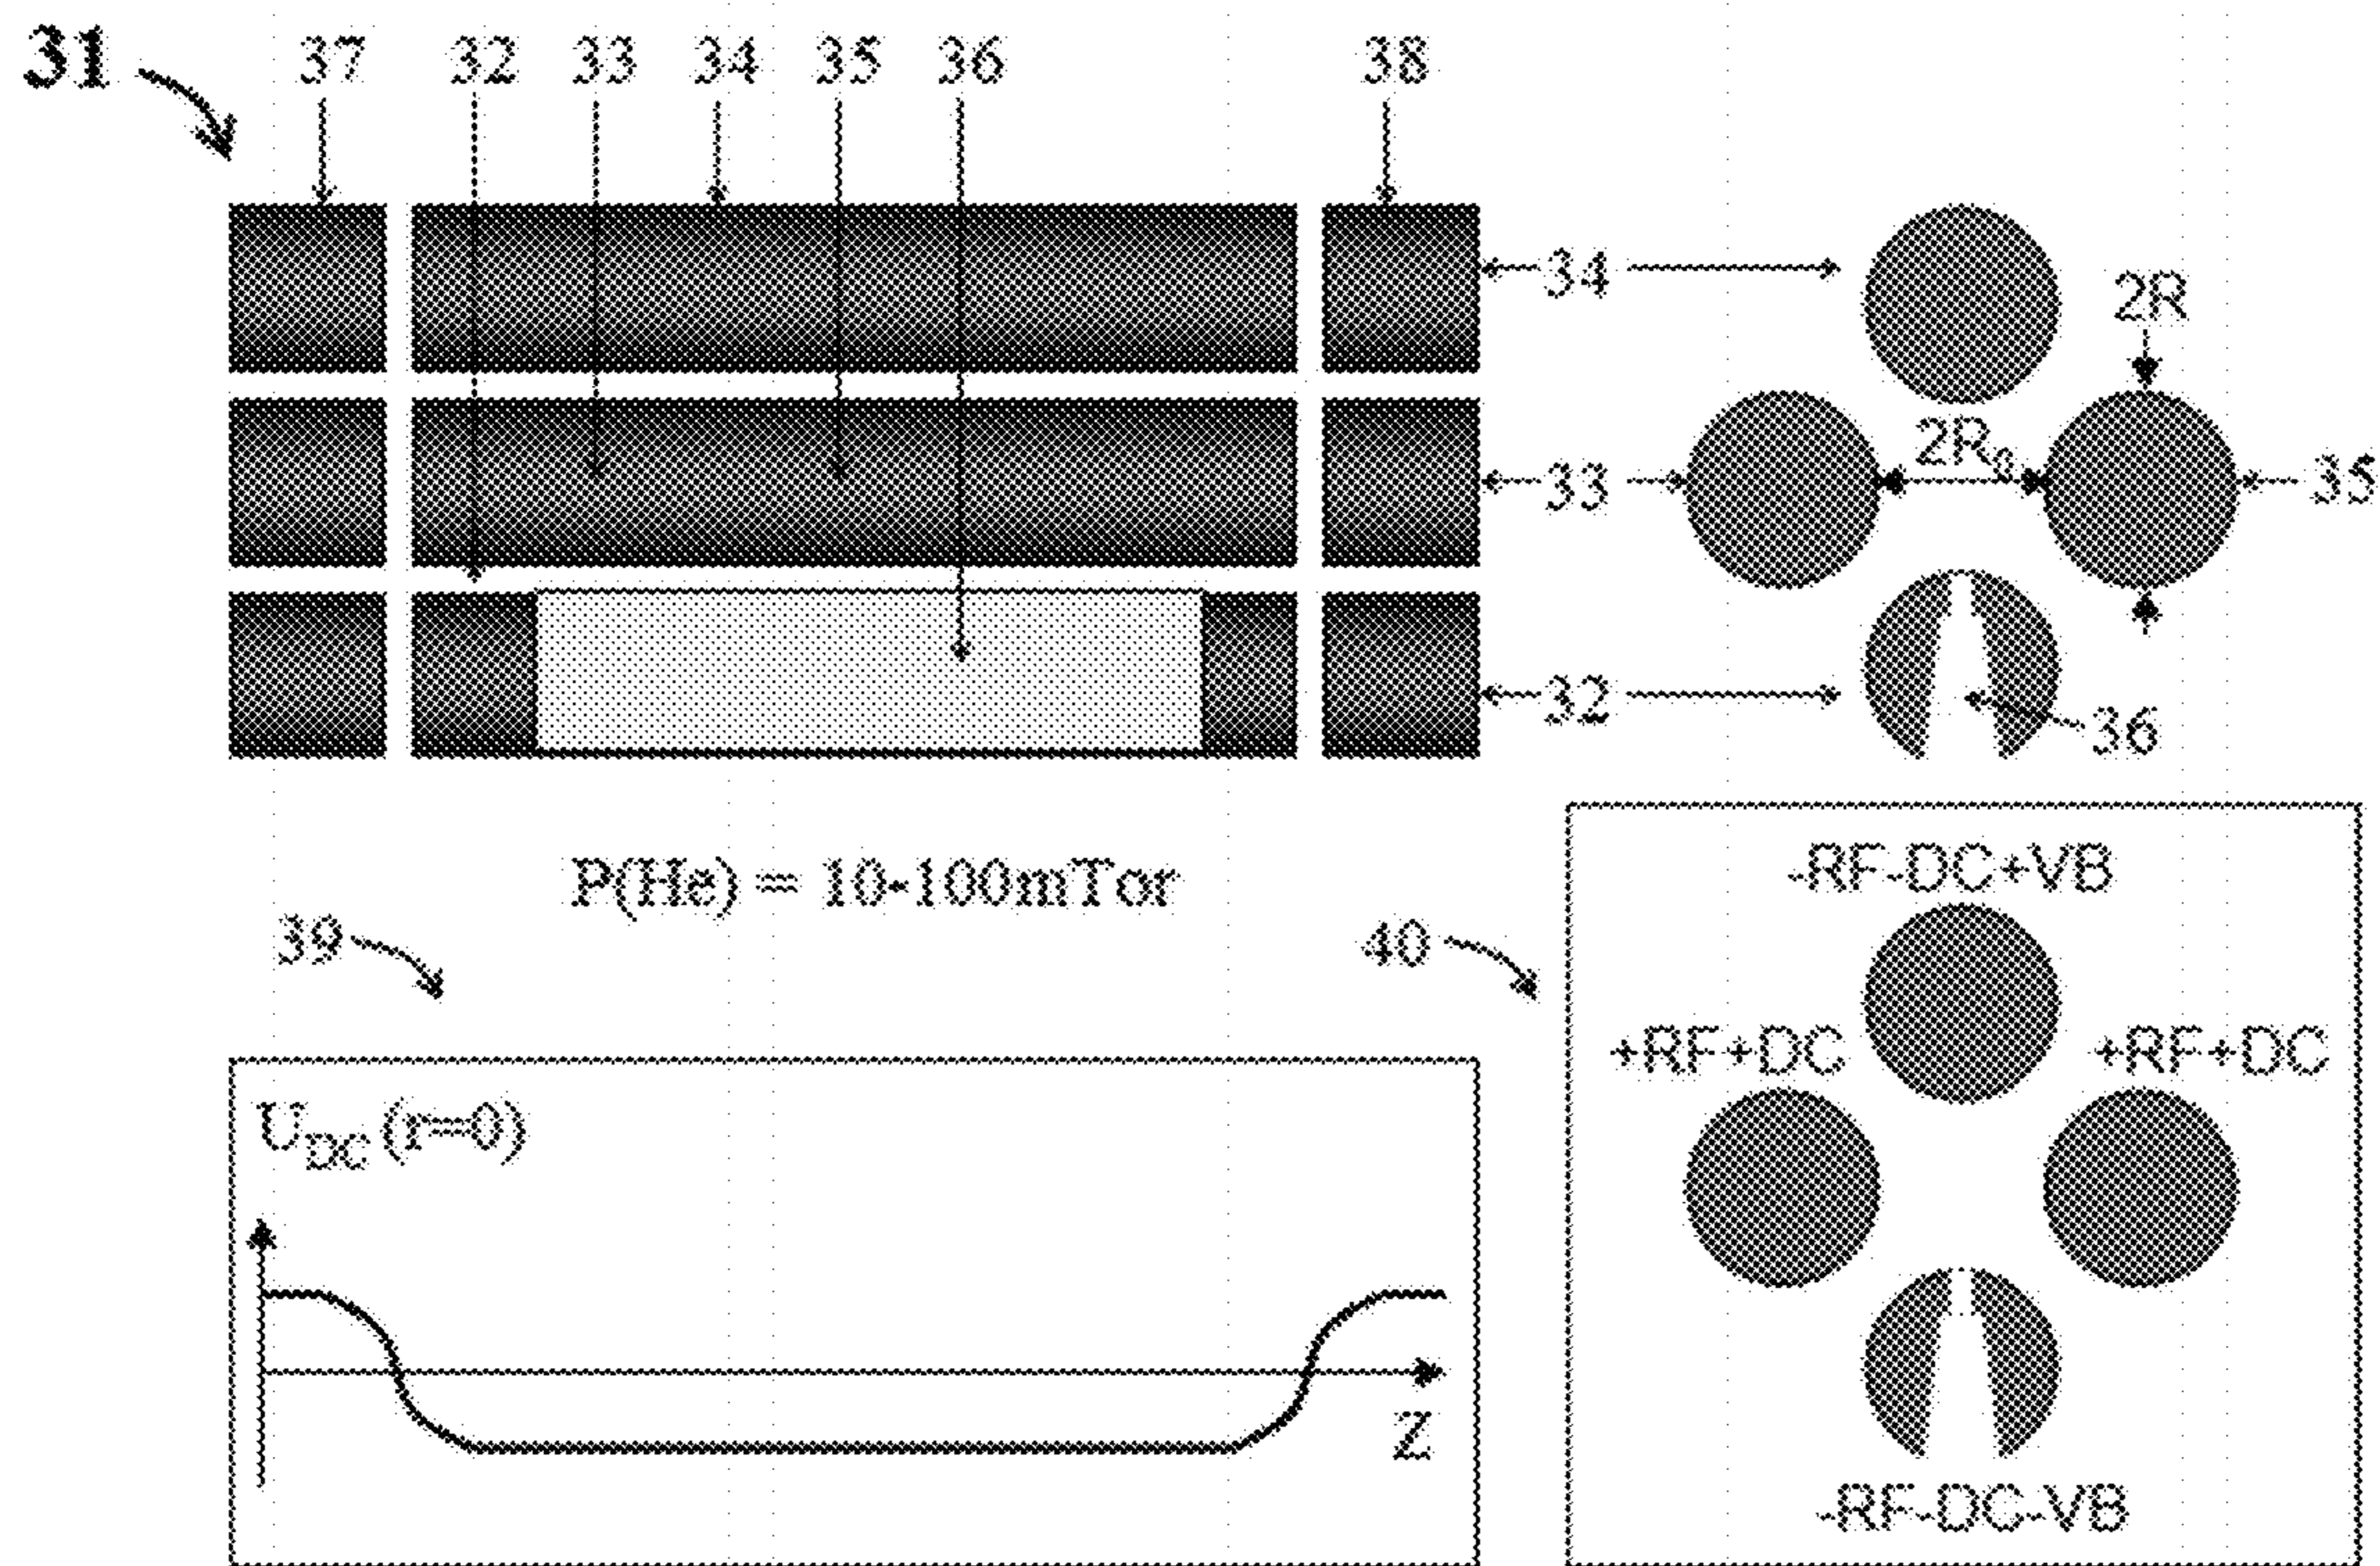 31 37 32 33 34 35 36 38
34
2R
33 2R₀ 35
32
36
P(He) = 10-100mTor
39
40
-RF-DC+VB
+RF+DC +RF+DC
U_DC (r=0)
Z
-RF-DC-VB